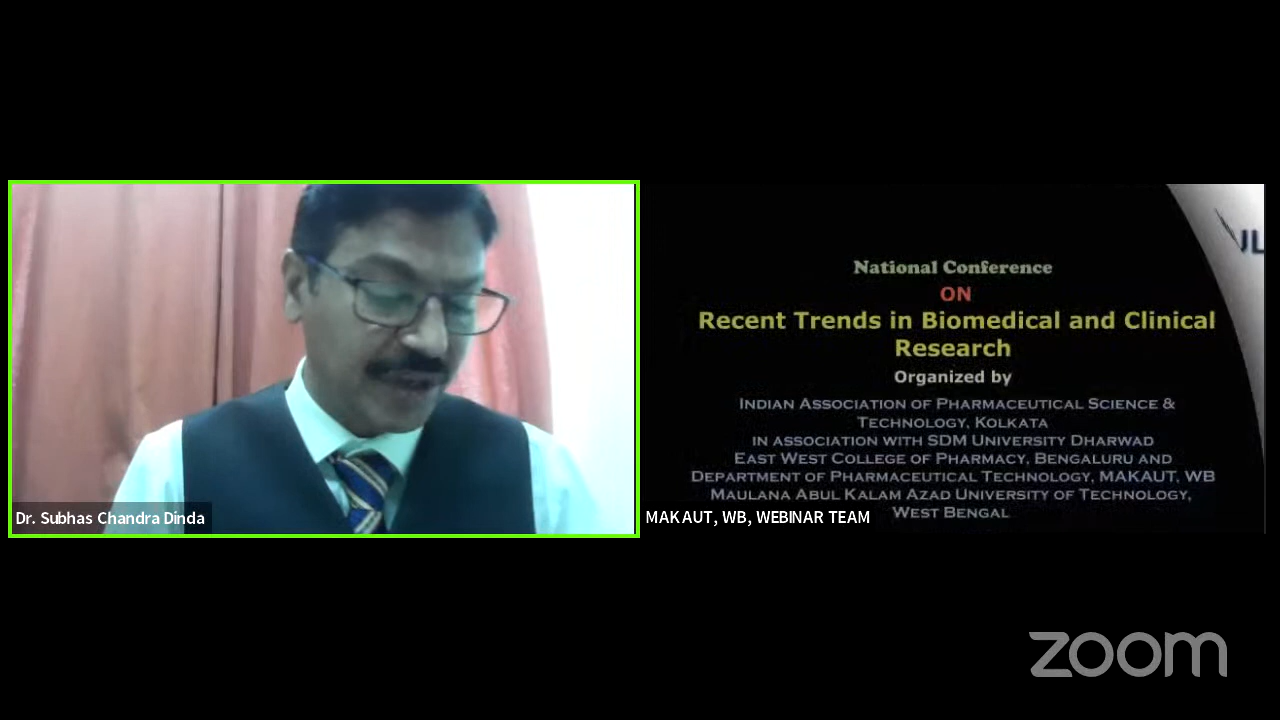 National Conference
ON
Recent Trends in Biomedical and Clinical
Research
Organized by
INDIAN ASSOCIATION OF PHARMACEUTICAL SCIENCE &
TECHNOLOGY, KOLKATA
IN ASSOCIATION WITH SDM UNIVERSITY DHARWAD
EAST WEST COLLEGE OF PHARMACY, BENGALURU AND
DEPARTMENT OF PHARMACEUTICAL TECHNOLOGY, MAKAUT, WB
MAULANA ABUL KALAM AZAD UNIVERSITY OF TECHNOLOGY,
WEST BENGAL
Dr. Subhas Chandra Dinda
MAKAUT, WB, WEBINAR TEAM
zoom